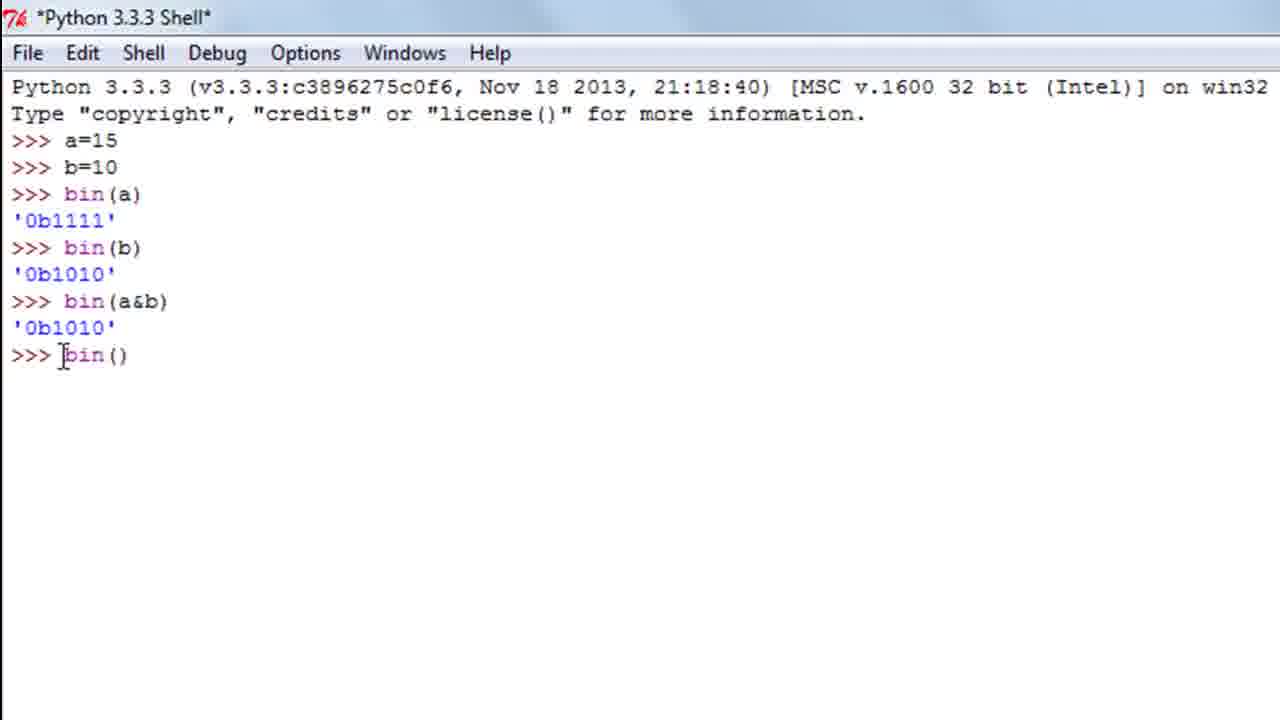 *Python 3.3.3 Shell*
File Edit Shell Debug Options Windows Help
Python 3.3.3 (v3.3.3:c3896275c0f6, Nov 18 2013, 21:18:40) [MSC v.1600 32 bit (Intel)] on win32
Type "copyright", "credits" or "license()" for more information.
>>> a=15
>>> b=10
>>> bin(a)
'0b1111'
>>> bin(b)
'0b1010'
>>> bin(a&b)
'0b1010'
>>> bin()